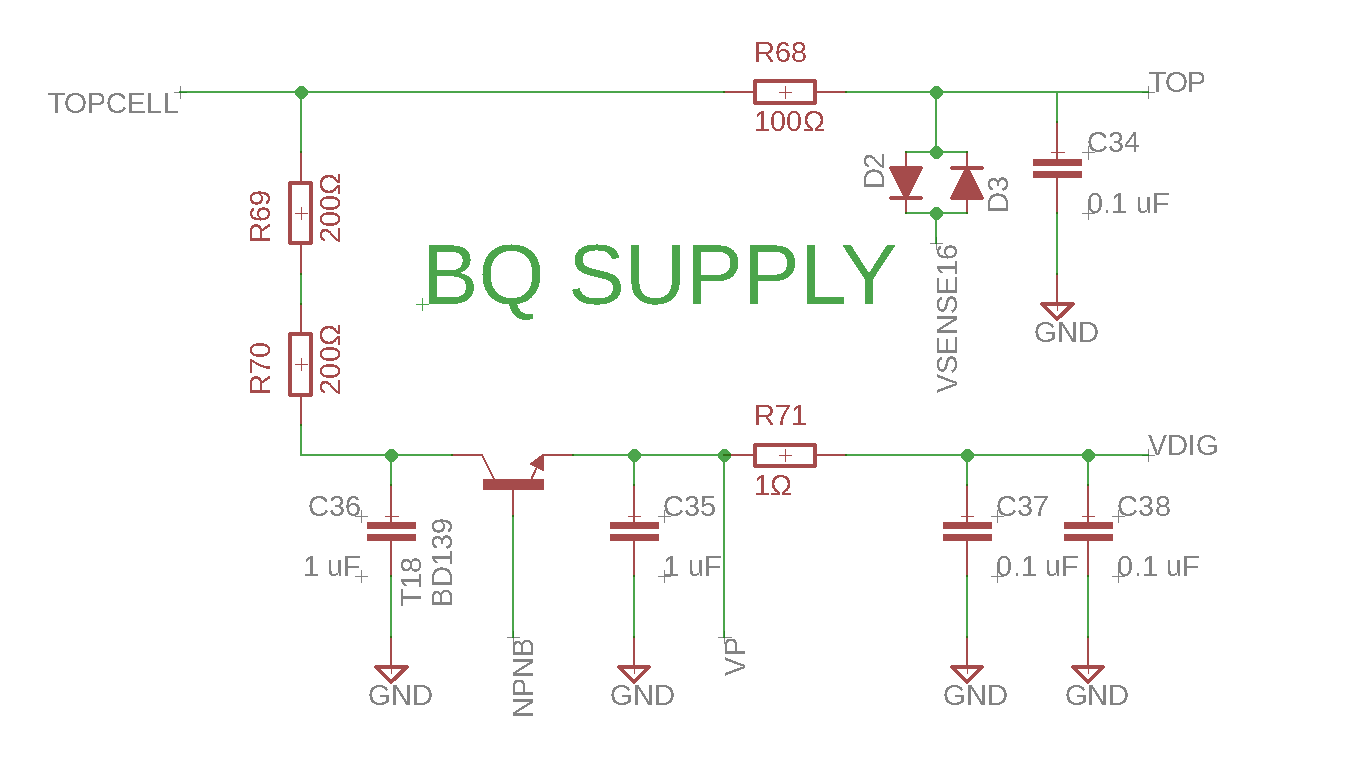 R68
TOPCELL
TOP
100Ω
C34
D2
D3
0.1 uF
R69
200Ω
BQ SUPPLY
VSENSE16
GND
R70
200Ω
R71
VDIG
1Ω
C36
C35
C37
C38
1 uF
T18
BD139
1 uF
0.1 uF
0.1 uF
NPNB
VP
GND
GND
GND
GND